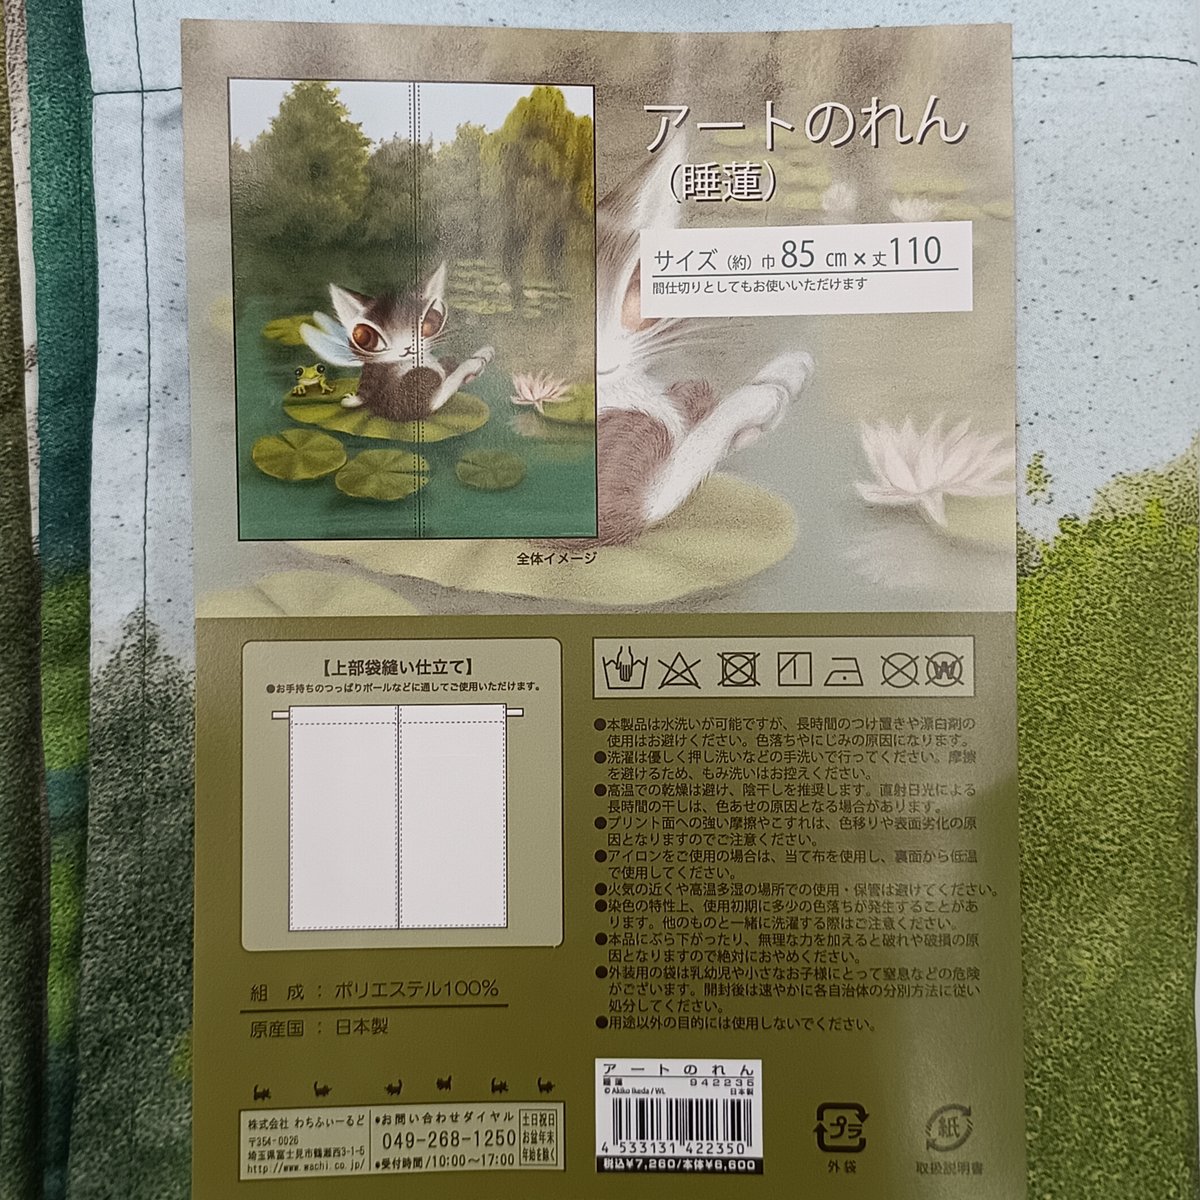 アートのれん
（睡蓮）
サイズ（約）巾85㎝×丈110
間仕切りとしてもお使いいただけます
全体イメージ
【上部袋縫い仕立て】
●お手持ちのつっぱりポールなどに通してご使用いただけます。
W
●本製品は水洗いが可能ですが、長時間のつけ置きや漂白剤の
使用はお避けください。色落ちやにじみの原因になります。
●洗濯は優しく押し洗いなどの手洗いで行ってください。摩擦
を避けるため、もみ洗いはお控えください。
●高温での乾燥は避け、陰干しを推奨します。直射日光による
長時間の干しは、色あせの原因となる場合があります。
●プリント面への強い摩擦やこすれは、色移りや表面劣化の原
因となりますのでご注意ください。
●アイロンをご使用の場合は、当て布を使用し、裏面から低温
で使用してください。
●火気の近くや高温多湿の場所での使用・保管は避けてください。
●染色の特性上、使用初期に多少の色落ちが発生することがあ
ります。他のものと一緒に洗濯する際はご注意ください。
●本品にぶら下がったり、無理な力を加えると破れや破損の原
因となりますので絶対におやめください。
●外装用の袋は乳幼児や小さなお子様にとって窒息などの危険
がございます。開封後は速やかに各自治体の分別方法に従い
処分してください。
●用途以外の目的には使用しないでください。
組　成　：　ポリエステル100%
原産国　：　日本製
株式会社 わちふぃーるど
〒354-0026
埼玉県富士見市鶴瀬西3-1-5
http://www.wachi.co.jp/
●お問い合わせダイヤル
049-268-1250
●受付時間/10:00～17:00
土日祝日
お盆年末
年始を除く
アートのれん
睡蓮 942235
© Akiko Ikeda / WL 日本製
4 533131 422350
税込¥7,260/本体¥6,600
プラ
外袋
紙
取扱説明書